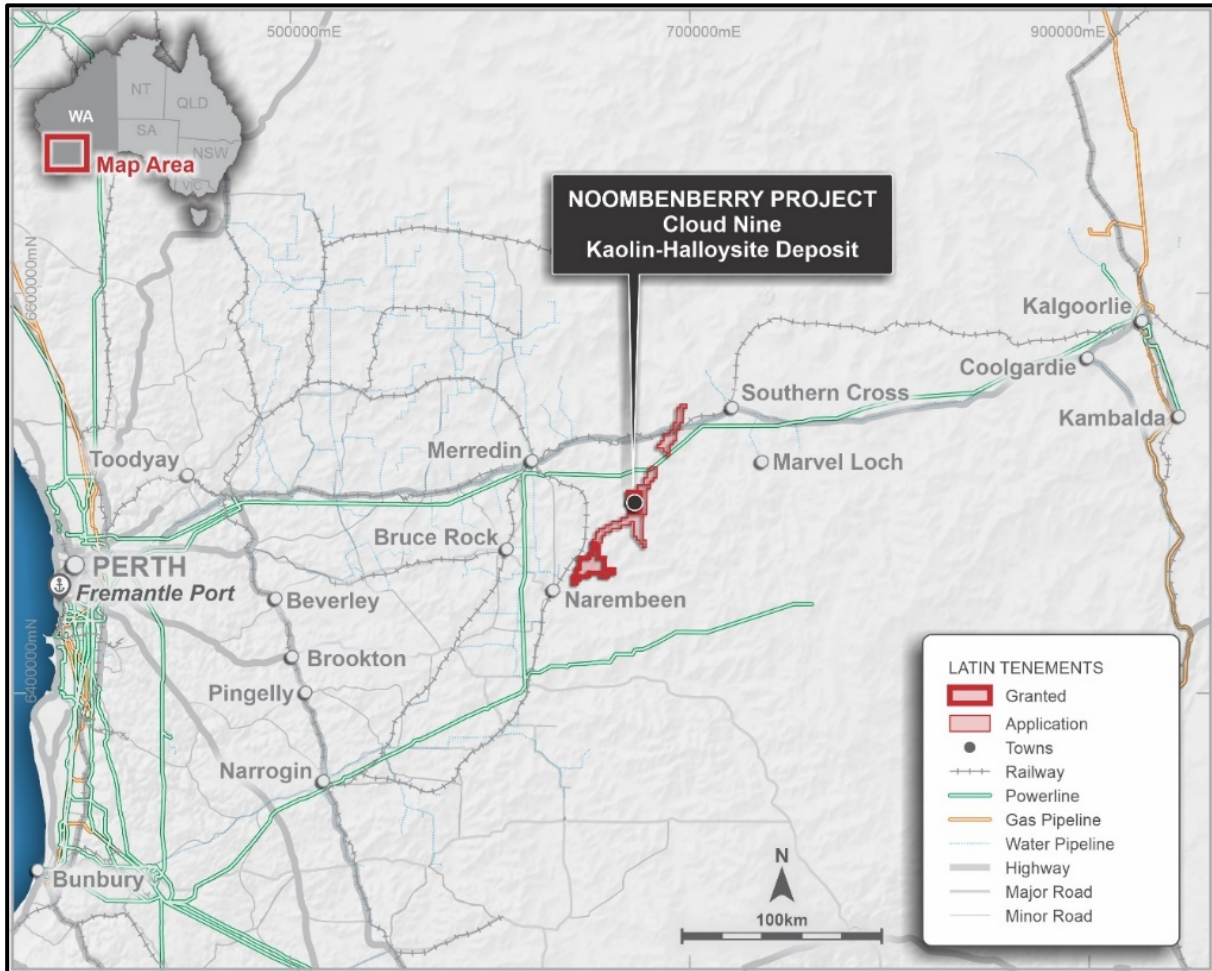 500000mE
700000mE
900000mE
NT
QLD
WA
SA
NSW
VIC
Map Area
NOOMBENBERRY PROJECT
Cloud Nine
Kaolin-Halloysite Deposit
6600000mN
Kalgoorlie
Coolgardie
Southern Cross
Kambalda
Merredin
Toodyay
Marvel Loch
Bruce Rock
PERTH
Fremantle Port
Beverley
Narembeen
Brookton
6400000mN
Pingelly
Narrogin
Bunbury
N
100km
LATIN TENEMENTS
Granted
Application
Towns
Railway
Powerline
Gas Pipeline
Water Pipeline
Highway
Major Road
Minor Road